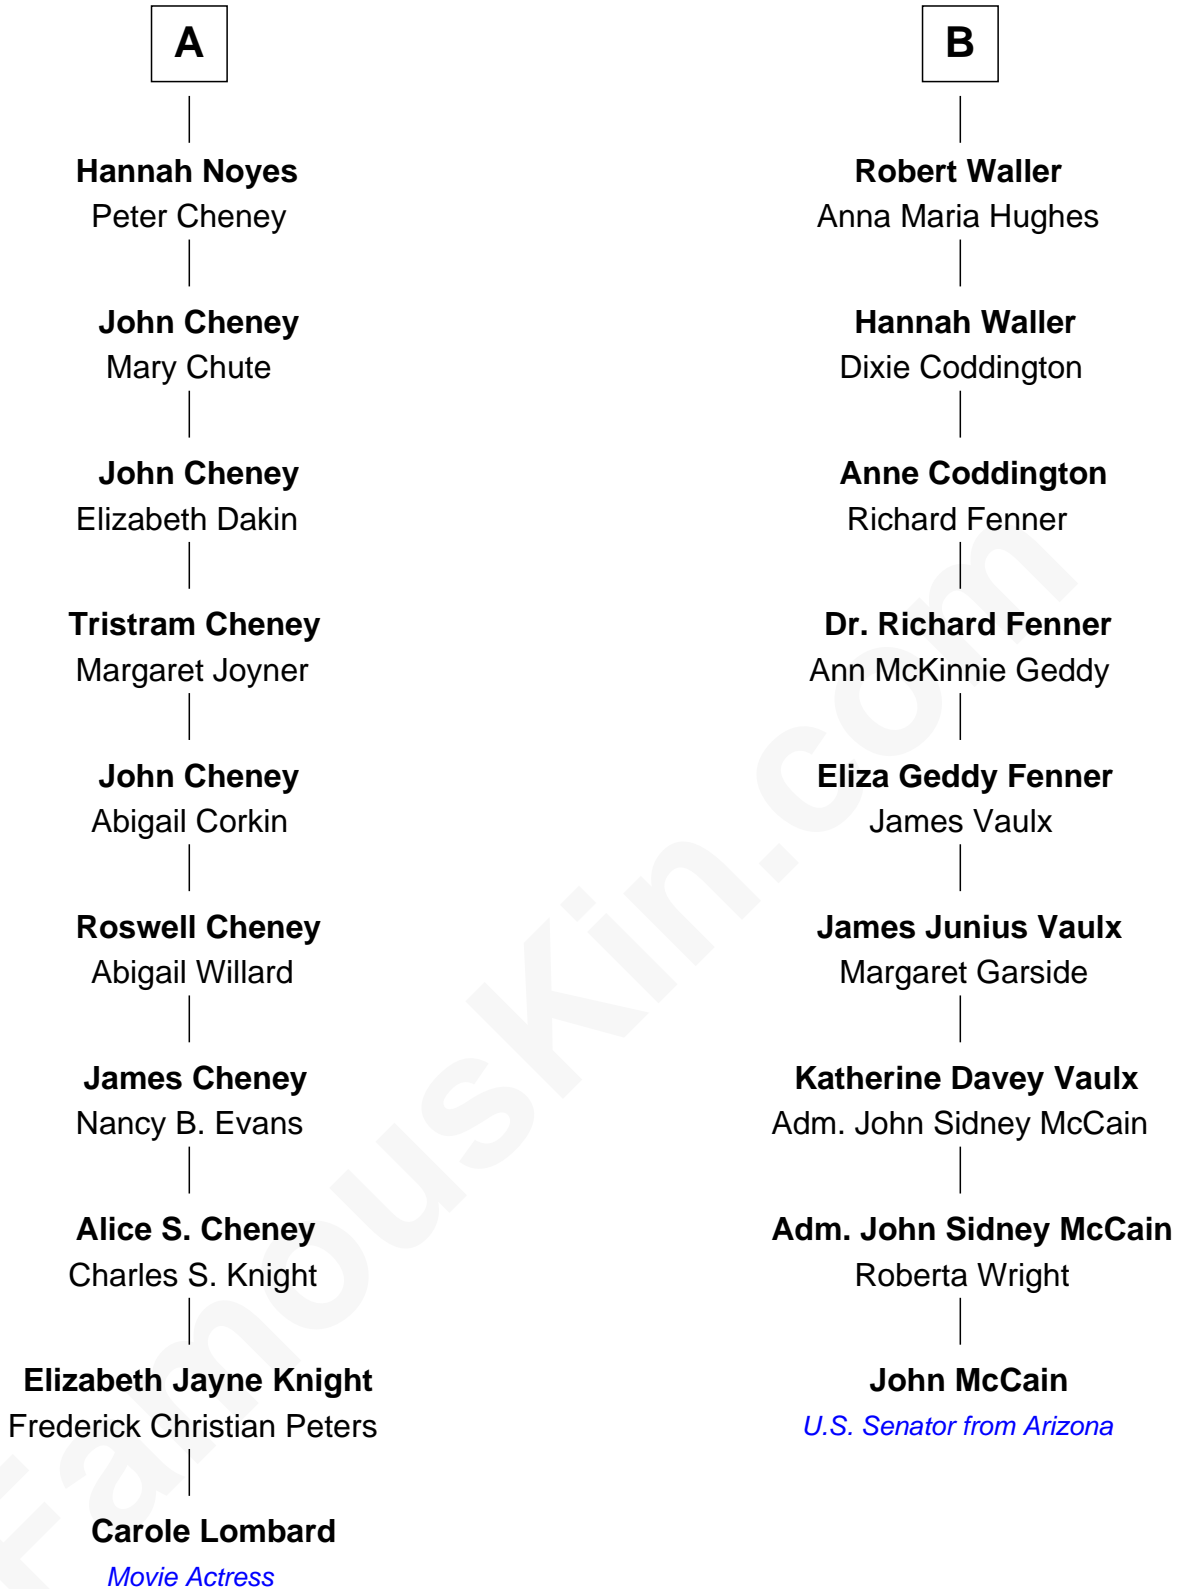 A
Hannah Noyes
Peter Cheney
John Cheney
Mary Chute
John Cheney
Elizabeth Dakin
Tristram Cheney
Margaret Joyner
John Cheney
Abigail Corkin
Roswell Cheney
Abigail Willard
James Cheney
Nancy B. Evans
Alice S. Cheney
Charles S. Knight
Elizabeth Jayne Knight
Frederick Christian Peters
Carole Lombard
Movie Actress
B
Robert Waller
Anna Maria Hughes
Hannah Waller
Dixie Coddington
Anne Coddington
Richard Fenner
Dr. Richard Fenner
Ann McKinnie Geddy
Eliza Geddy Fenner
James Vaulx
James Junius Vaulx
Margaret Garside
Katherine Davey Vaulx
Adm. John Sidney McCain
Adm. John Sidney McCain
Roberta Wright
John McCain
U.S. Senator from Arizona
FamousKin.com